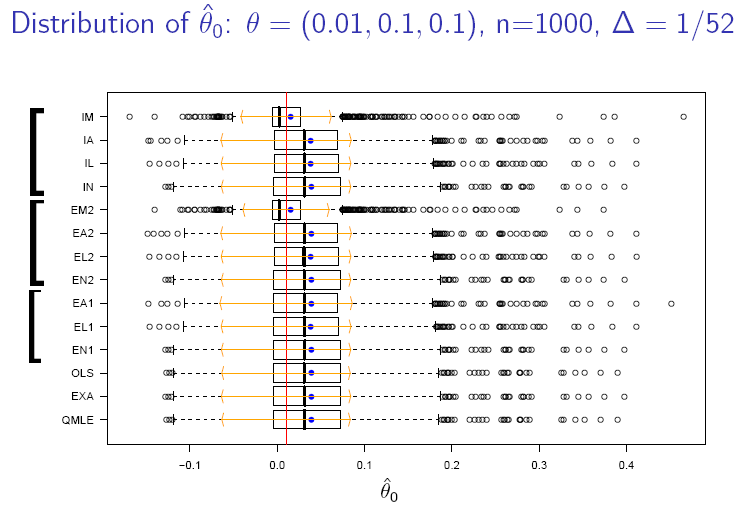 Distribution of θ̂₀: θ = (0.01, 0.1, 0.1), n=1000, Δ = 1/52
IM
IA
IL
IN
EM2
EA2
EL2
EN2
EA1
EL1
EN1
OLS
EXA
QMLE
−0.1 0.0 0.1 0.2 0.3 0.4
θ̂₀